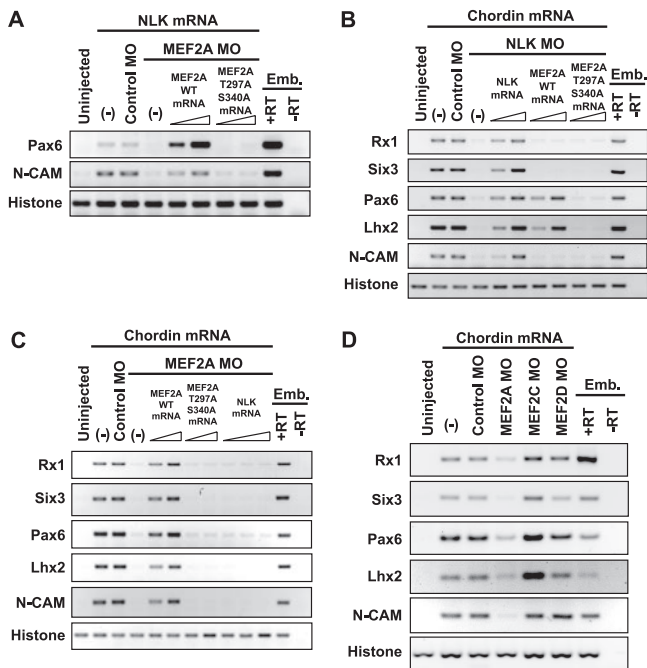 A
NLK mRNA
MEF2A MO
Uninjected
(-)
Control MO
(-)
MEF2A
WT
mRNA
MEF2A
T297A
S340A
mRNA
Emb.
+RT
-RT
Pax6
N-CAM
Histone
B
Chordin mRNA
NLK MO
Uninjected
(-)
Control MO
(-)
NLK
mRNA
MEF2A
WT
mRNA
MEF2A
T297A
S340A
mRNA
Emb.
+RT
-RT
Rx1
Six3
Pax6
Lhx2
N-CAM
Histone
C
Chordin mRNA
MEF2A MO
Uninjected
(-)
Control MO
(-)
MEF2A
WT
mRNA
MEF2A
T297A
S340A
mRNA
NLK
mRNA
Emb.
+RT
-RT
Rx1
Six3
Pax6
Lhx2
N-CAM
Histone
D
Chordin mRNA
Uninjected
(-)
Control MO
MEF2A MO
MEF2C MO
MEF2D MO
Emb.
+RT
-RT
Rx1
Six3
Pax6
Lhx2
N-CAM
Histone